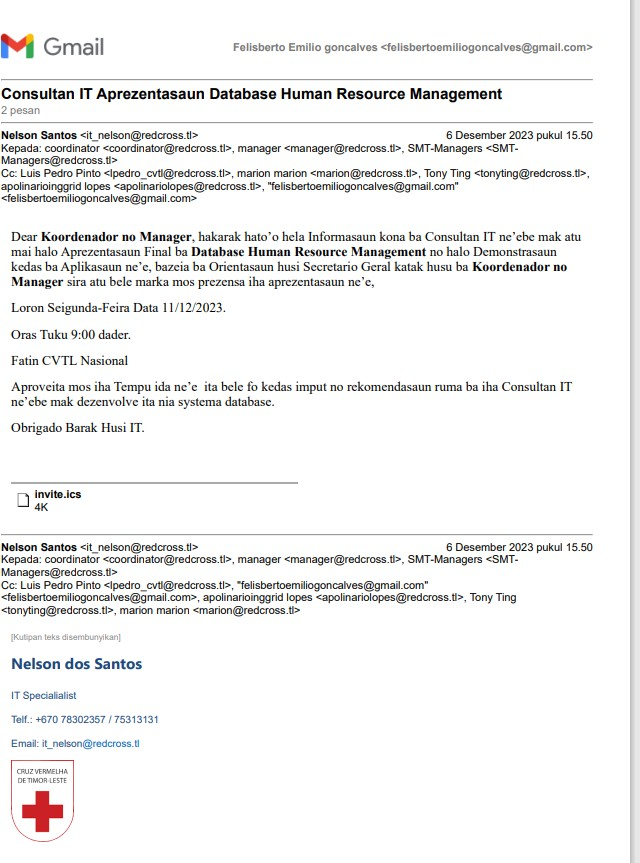 Gmail
Felisberto Emilio goncalves <felisbertoemiliogoncalves@gmail.com>
Consultan IT Aprezentasaun Database Human Resource Management
2 pesan
Nelson Santos <it_nelson@redcross.tl> 6 Desember 2023 pukul 15.50
Kepada: coordinator <coordinator@redcross.tl>, manager <manager@redcross.tl>, SMT-Managers <SMT-
Managers@redcross.tl>
Cc: Luis Pedro Pinto <lpedro_cvtl@redcross.tl>, marion marion <marion@redcross.tl>, Tony Ting <tonyting@redcross.tl>,
apolinarioinggrid lopes <apolinariolopes@redcross.tl>, "felisbertoemiliogoncalves@gmail.com"
<felisbertoemiliogoncalves@gmail.com>
Dear Koordenador no Manager, hakarak hato’o hela Informasaun kona ba Consultan IT ne’ebe mak atu
mai halo Aprezentasaun Final ba Database Human Resource Management no halo Demonstrasaun
kedas ba Aplikasaun ne’e, bazeia ba Orientasaun husi Secretario Geral katak husu ba Koordenador no
Manager sira atu bele marka mos prezensa iha aprezentasaun ne’e,
Loron Seigunda-Feira Data 11/12/2023.
Oras Tuku 9:00 dader.
Fatin CVTL Nasional
Aproveita mos iha Tempu ida ne’e ita bele fo kedas imput no rekomendasaun ruma ba iha Consultan IT
ne’ebe mak dezenvolve ita nia systema database.
Obrigado Barak Husi IT.
invite.ics
4K
Nelson Santos <it_nelson@redcross.tl> 6 Desember 2023 pukul 15.50
Kepada: coordinator <coordinator@redcross.tl>, manager <manager@redcross.tl>, SMT-Managers <SMT-
Managers@redcross.tl>
Cc: Luis Pedro Pinto <lpedro_cvtl@redcross.tl>, "felisbertoemiliogoncalves@gmail.com"
<felisbertoemiliogoncalves@gmail.com>, apolinarioinggrid lopes <apolinariolopes@redcross.tl>, Tony Ting
<tonyting@redcross.tl>, marion marion <marion@redcross.tl>
[Kutipan teks disembunyikan]
Nelson dos Santos
IT Specialialist
Telf.: +670 78302357 / 75313131
Email: it_nelson@redcross.tl
CRUZ VERMELHA
DE TIMOR-LESTE